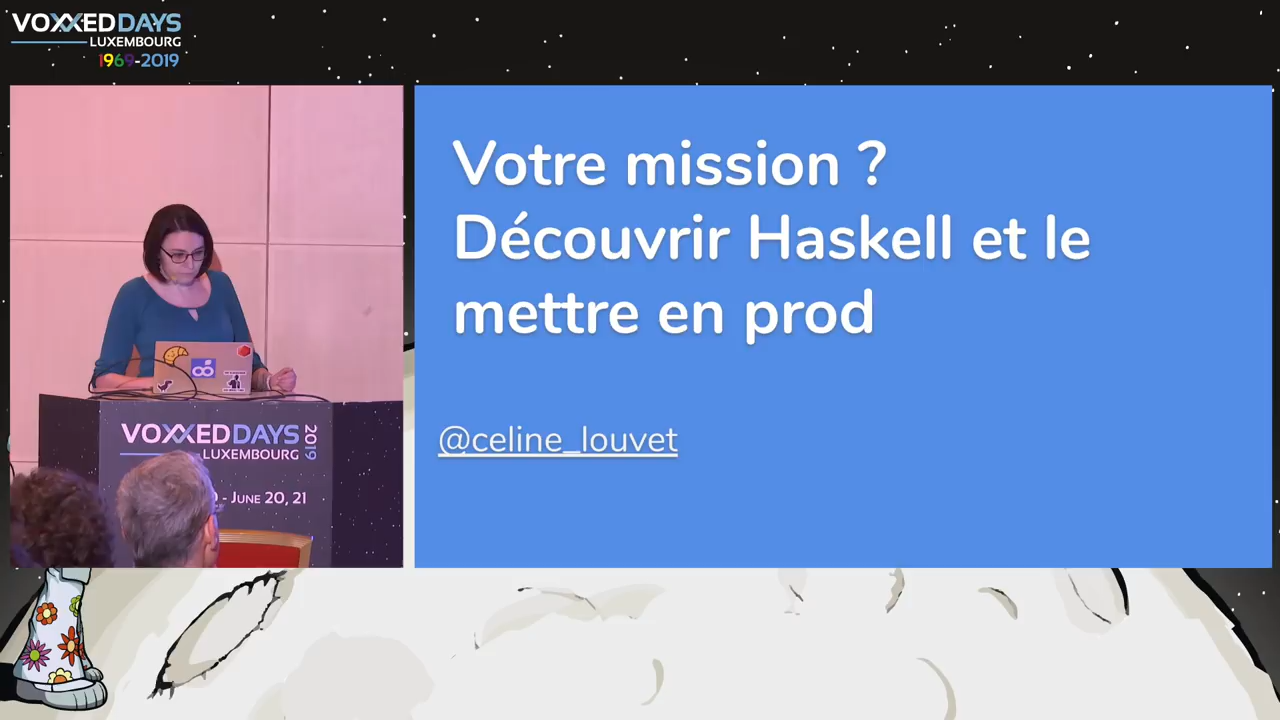 VOXXEDDAYS
LUXEMBOURG
1969-2019
Votre mission ?
Découvrir Haskell et le
mettre en prod
@celine_louvet
VOXXEDDAYS
LUXEMBOURG
2019
- JUNE 20, 21